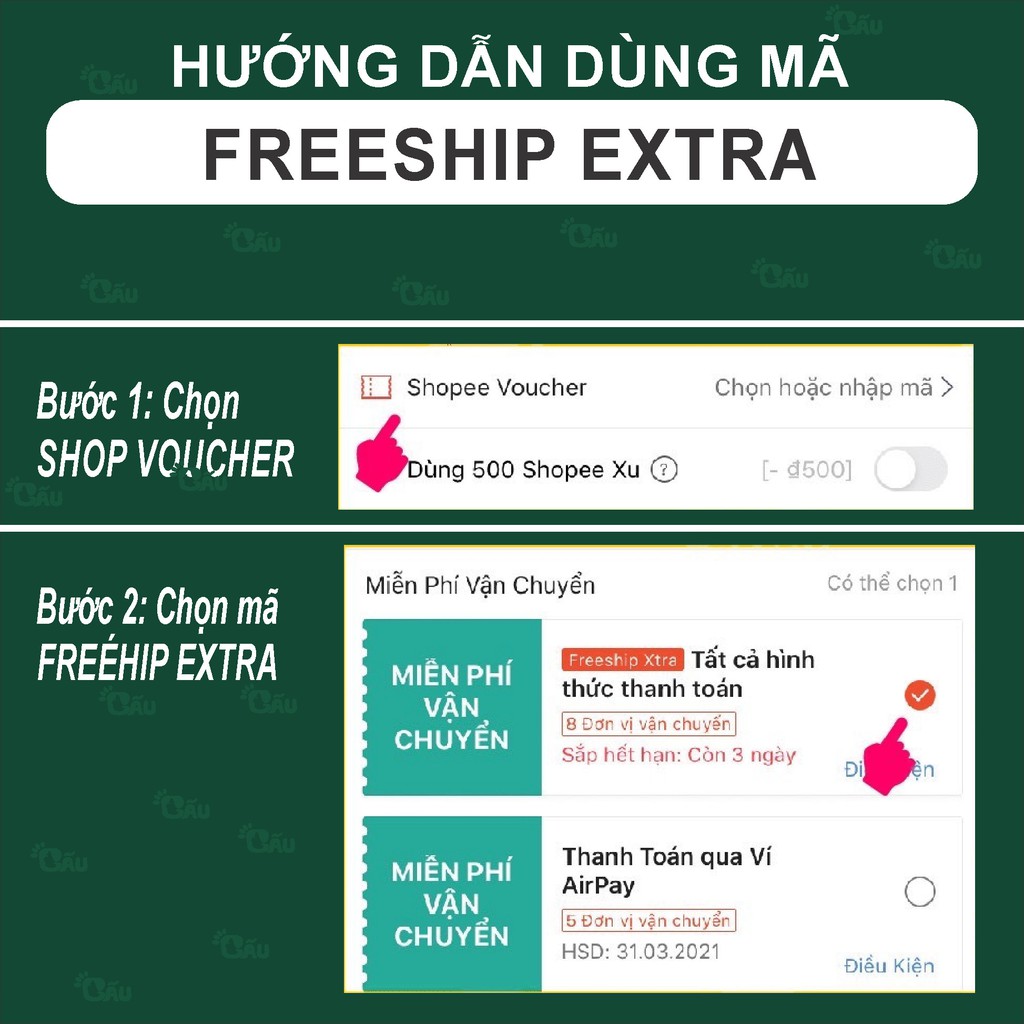 HƯỚNG DẪN DÙNG MÃ
FREESHIP EXTRA
Bước 1: Chọn
SHOP VOUCHER
Shopee Voucher
Chọn hoặc nhập mã
Dùng 500 Shopee Xu ?
[- ₫500]
Bước 2: Chọn mã
FREÉHIP EXTRA
Miễn Phí Vận Chuyển
Có thể chọn 1
MIỄN PHÍ
VẬN
CHUYỂN
Freeship Xtra Tất cả hình
thức thanh toán
8 Đơn vị vận chuyển
Sắp hết hạn: Còn 3 ngày
MIỄN PHÍ
VẬN
CHUYỂN
Thanh Toán qua Ví
AirPay
5 Đơn vị vận chuyển
HSD: 31.03.2021
Điều Kiện